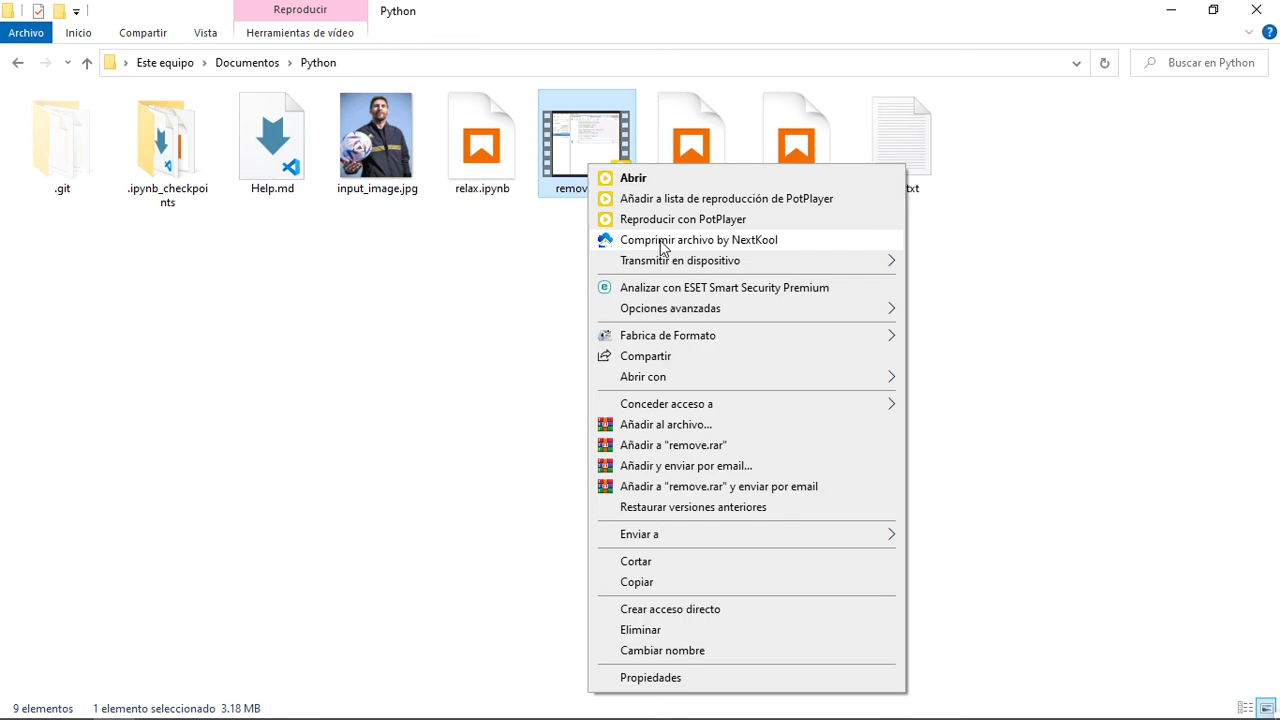 Reproducir
Python
Archivo
Inicio
Compartir
Vista
Herramientas de vídeo
Este equipo
Documentos
Python
Buscar en Python
.git
.ipynb_checkpoi
nts
Help.md
input_image.jpg
relax.ipynb
remov
txt
Abrir
Añadir a lista de reproducción de PotPlayer
Reproducir con PotPlayer
Comprimir archivo by NextKool
Transmitir en dispositivo
Analizar con ESET Smart Security Premium
Opciones avanzadas
Fabrica de Formato
Compartir
Abrir con
Conceder acceso a
Añadir al archivo...
Añadir a "remove.rar"
Añadir y enviar por email...
Añadir a "remove.rar" y enviar por email
Restaurar versiones anteriores
Enviar a
Cortar
Copiar
Crear acceso directo
Eliminar
Cambiar nombre
Propiedades
9 elementos
1 elemento seleccionado 3.18 MB